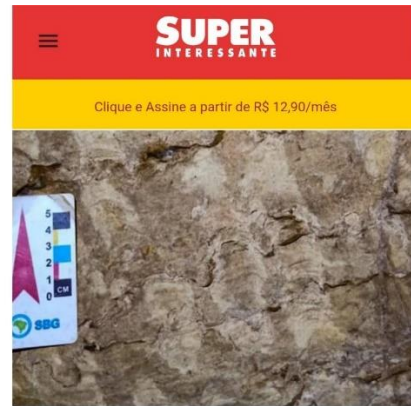 SUPER
INTERESSANTE
Clique e Assine a partir de R$ 12,90/mês
5
4
3
2
1
0
CM
SBG